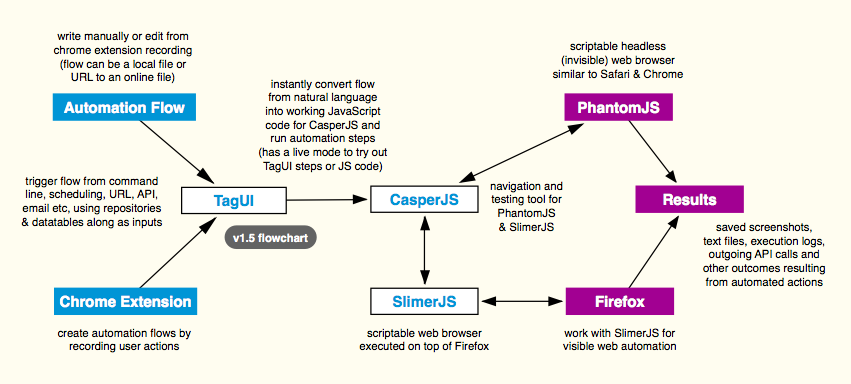 write manually or edit from
chrome extension recording
(flow can be a local file or
URL to an online file)
Automation Flow
instantly convert flow
from natural language
into working JavaScript
code for CasperJS and
run automation steps
(has a live mode to try out
TagUI steps or JS code)
scriptable headless
(invisible) web browser
similar to Safari & Chrome
PhantomJS
trigger flow from command
line, scheduling, URL, API,
email etc, using repositories
& datatables along as inputs
TagUI
v1.5 flowchart
CasperJS
navigation and
testing tool for
PhantomJS
& SlimerJS
Results
saved screenshots,
text files, execution logs,
outgoing API calls and
other outcomes resulting
from automated actions
Chrome Extension
create automation flows by
recording user actions
SlimerJS
scriptable web browser
executed on top of Firefox
Firefox
work with SlimerJS for
visible web automation